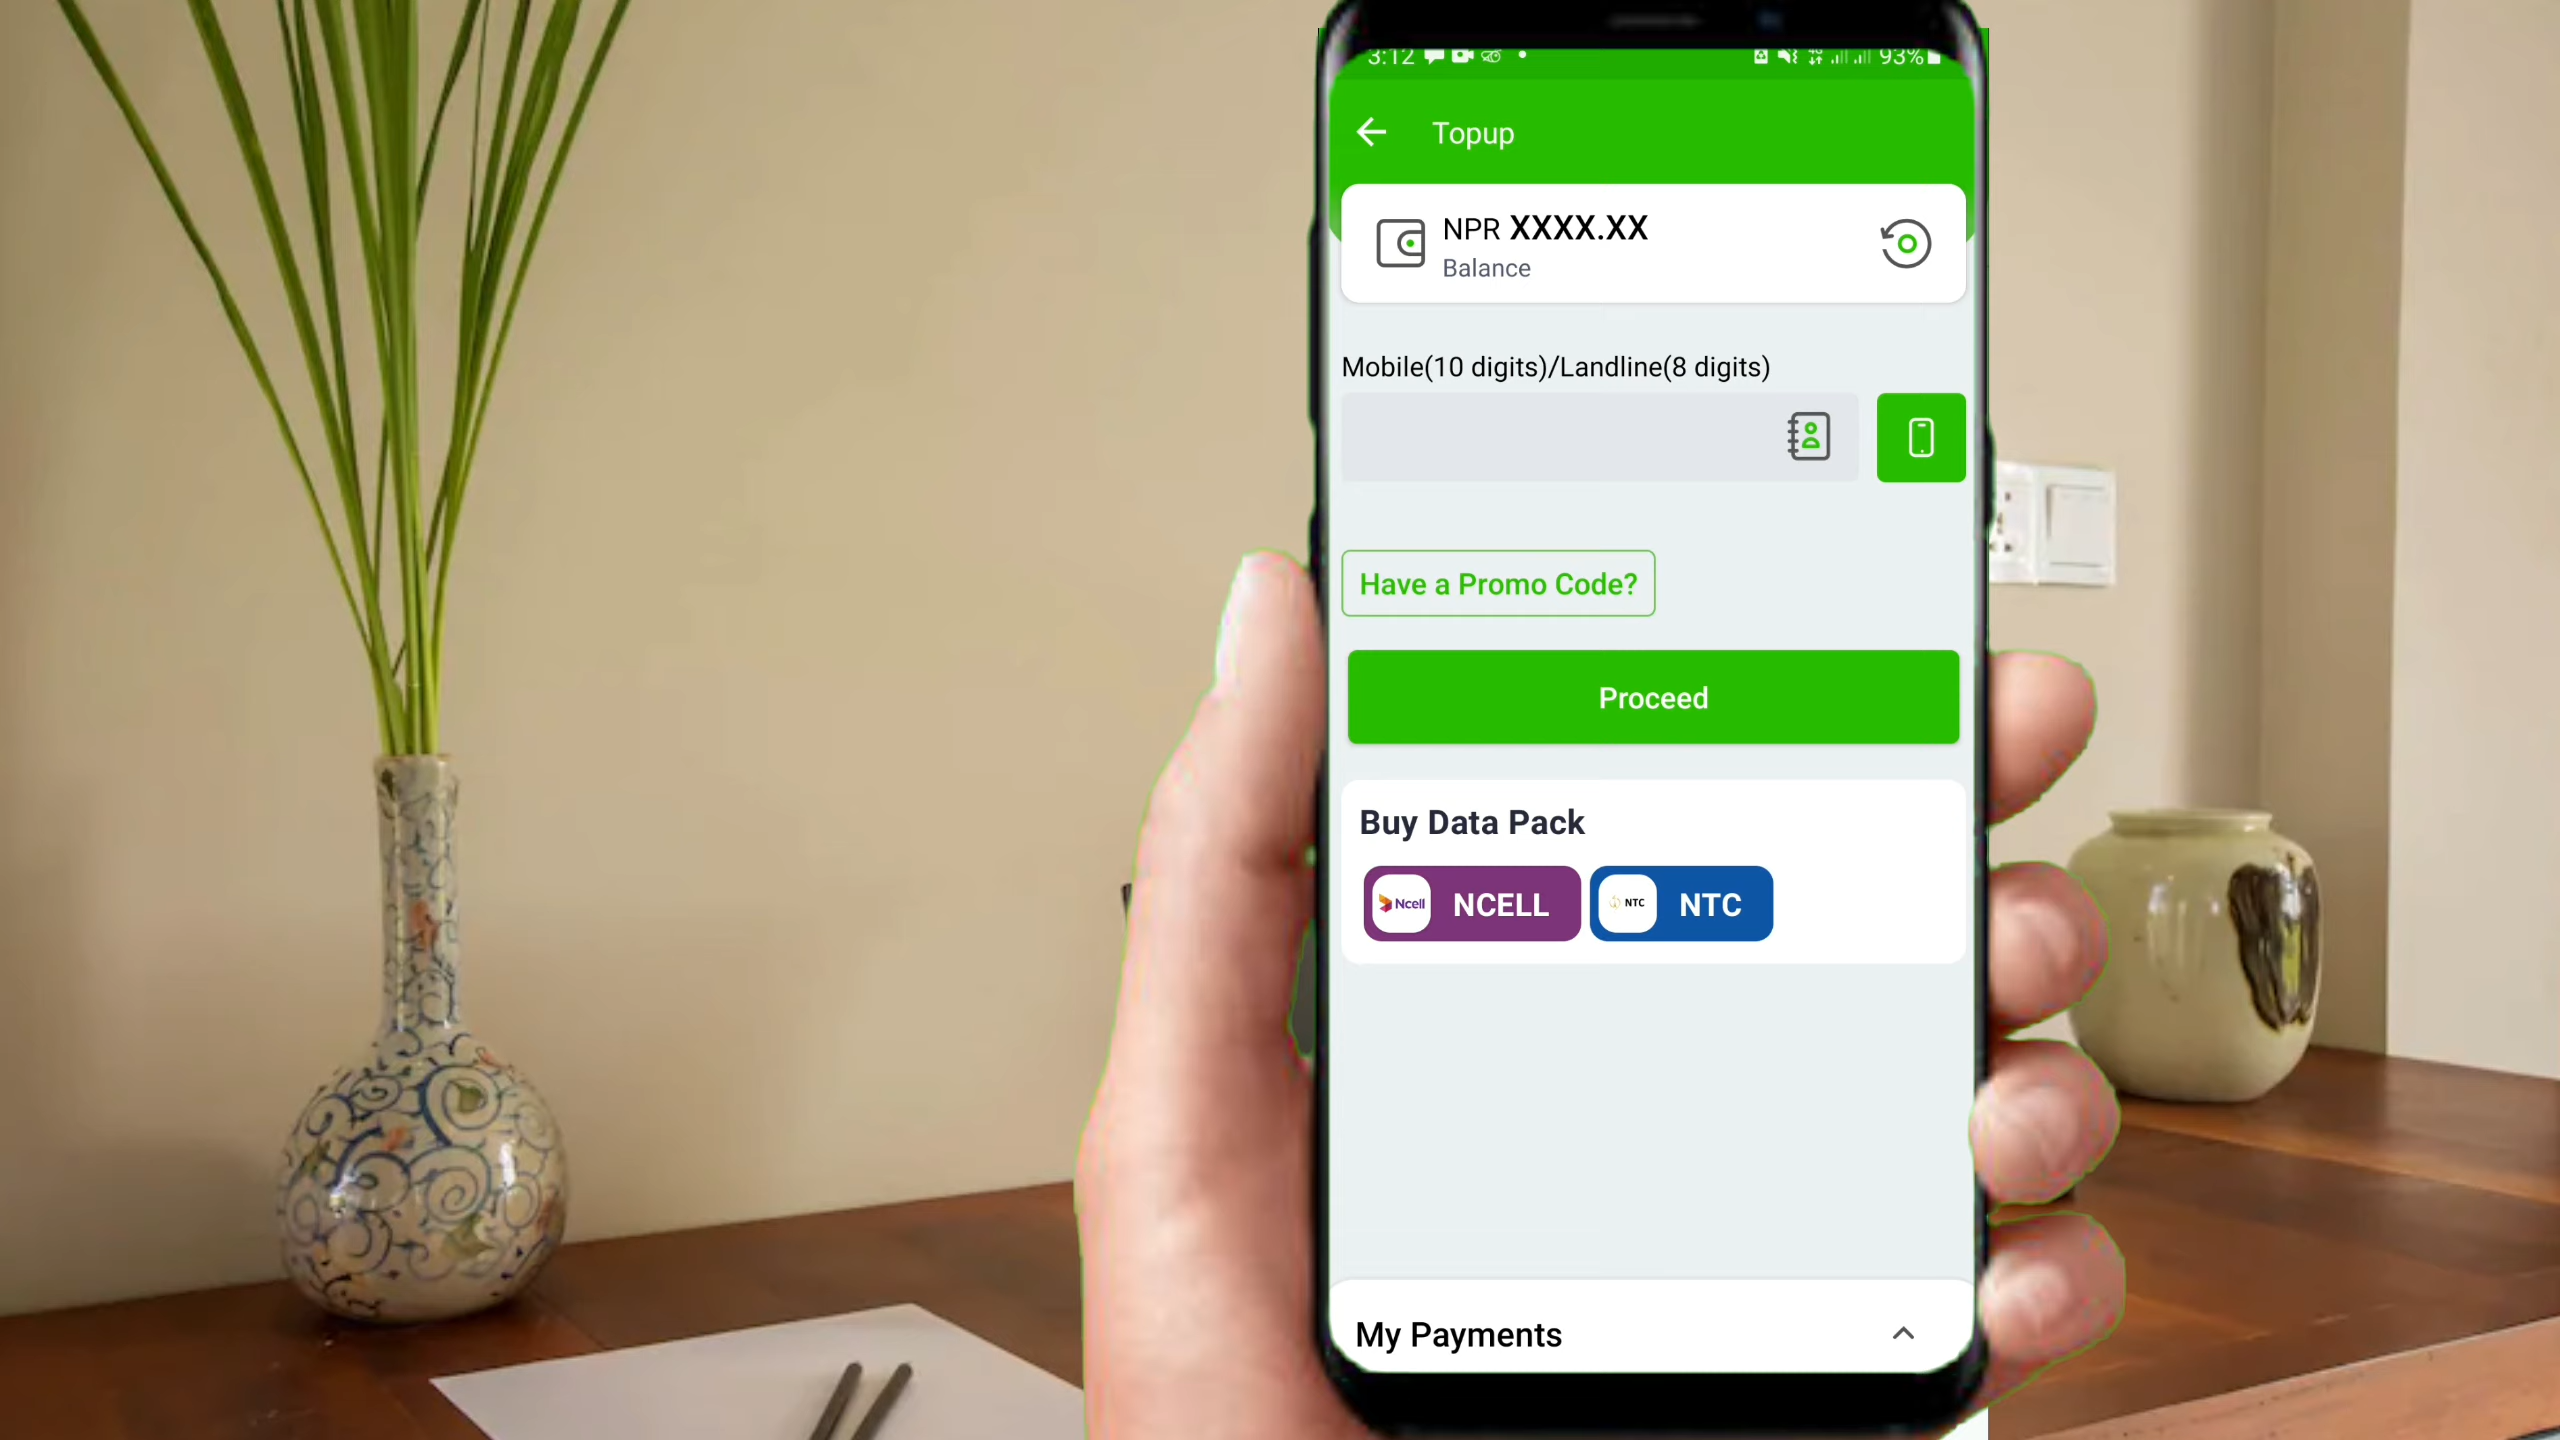 3:12 93%
Topup
NPR XXXX.XX
Balance
Mobile(10 digits)/Landline(8 digits)
Have a Promo Code?
Proceed
Buy Data Pack
Ncell NCELL NTC NTC
My Payments